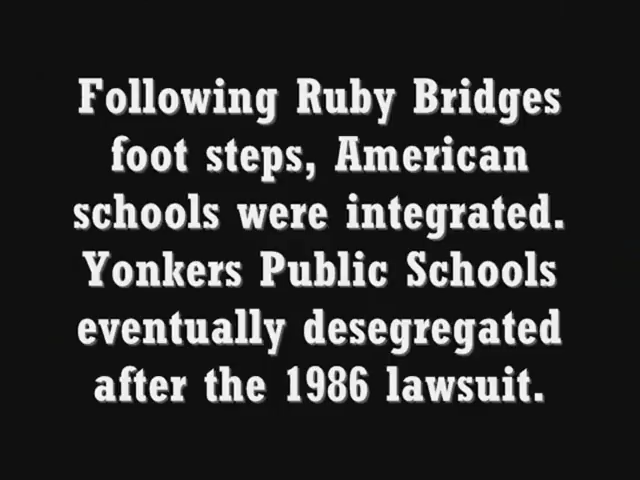 Following Ruby Bridges
foot steps, American
schools were integrated.
Yonkers Public Schools
eventually desegregated
after the 1986 lawsuit.